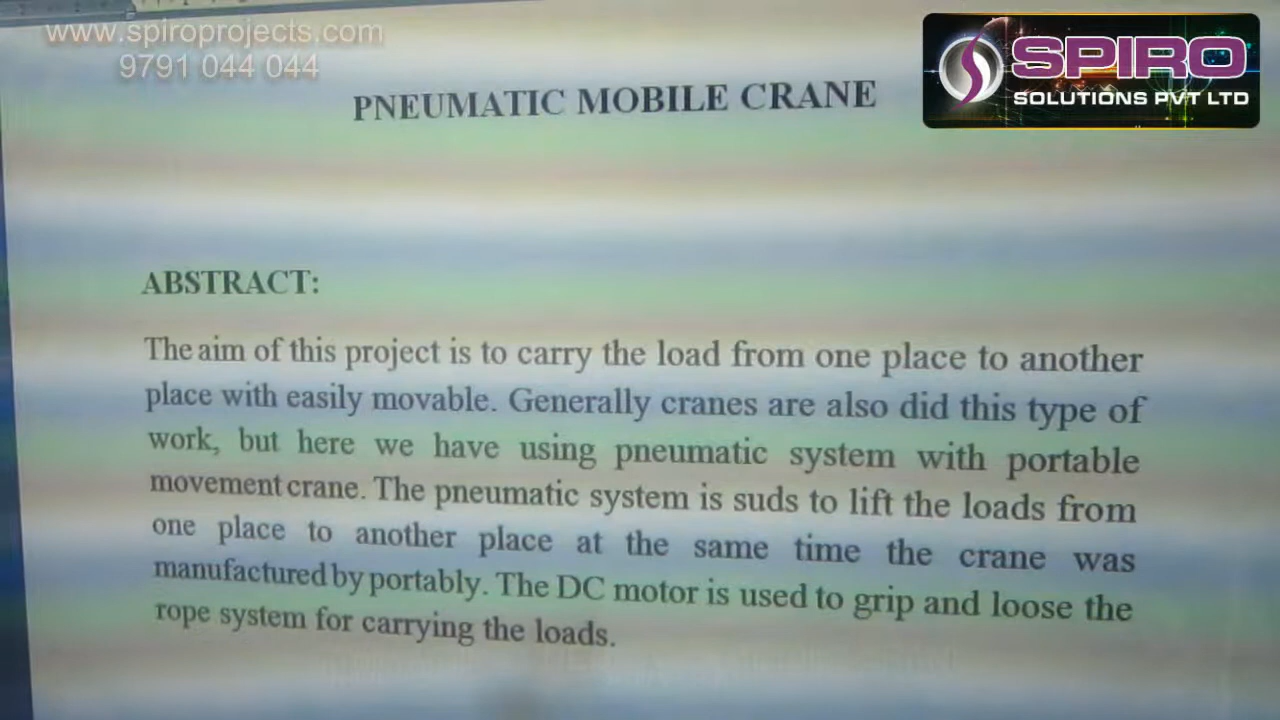 www.spiroprojects.com
9791 044 044
SPIRO
SOLUTIONS PVT LTD
PNEUMATIC MOBILE CRANE
ABSTRACT:
The aim of this project is to carry the load from one place to another
place with easily movable. Generally cranes are also did this type of
work, but here we have using pneumatic system with portable
movement crane. The pneumatic system is suds to lift the loads from
one place to another place at the same time the crane was
manufactured by portably. The DC motor is used to grip and loose the
rope system for carrying the loads.